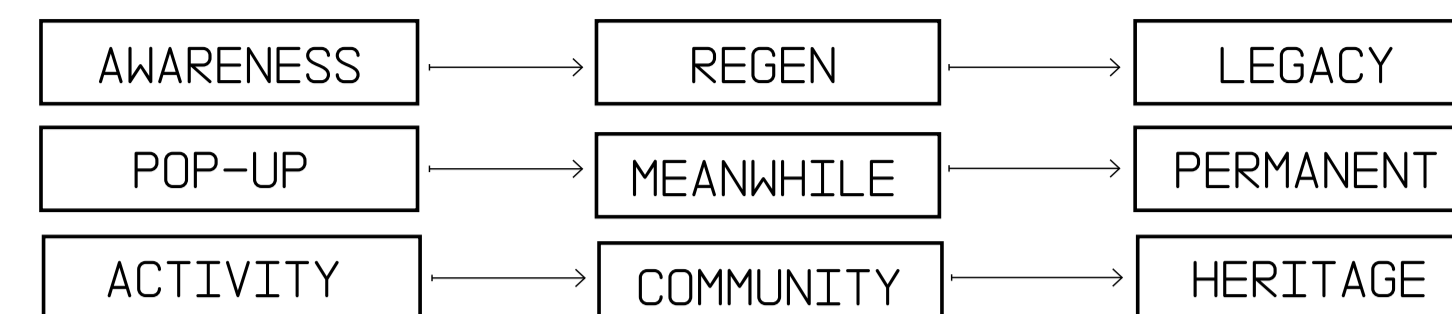 AWARENESS REGEN LEGACY
POP-UP MEANWHILE PERMANENT
ACTIVITY COMMUNITY HERITAGE